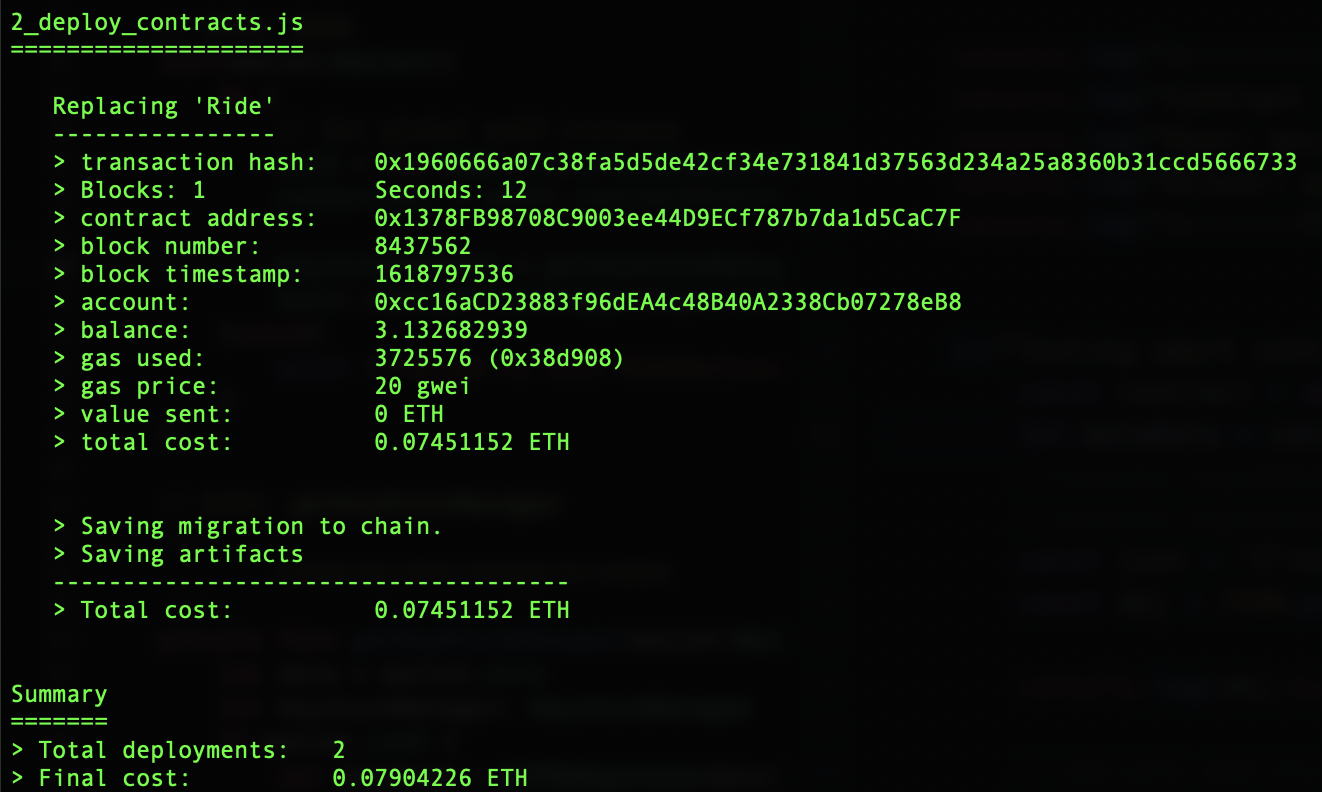 2_deploy_contracts.js
=====================
Replacing 'Ride'
----------------
> transaction hash:    0x1960666a07c38fa5d5de42cf34e731841d37563d234a25a8360b31ccd5666733
> Blocks: 1            Seconds: 12
> contract address:    0x1378FB98708C9003ee44D9ECf787b7da1d5CaC7F
> block number:        8437562
> block timestamp:     1618797536
> account:             0xcc16aCD23883f96dEA4c48B40A2338Cb07278eB8
> balance:             3.132682939
> gas used:            3725576 (0x38d908)
> gas price:           20 gwei
> value sent:          0 ETH
> total cost:          0.07451152 ETH
> Saving migration to chain.
> Saving artifacts
-------------------------------------
> Total cost:          0.07451152 ETH
Summary
=======
> Total deployments:   2
> Final cost:          0.07904226 ETH